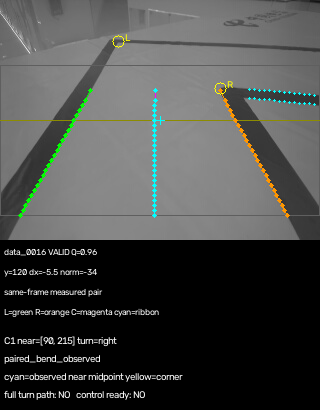 L
R
data_0016 VALID Q=0.96
y=120 dx=-5.5 norm=-34
same-frame measured pair
L=green R=orange C=magenta cyan=ribbon
C1 near=[90, 215] turn=right
paired_bend_observed
cyan=observed near midpoint yellow=corner
full turn path: NO control ready: NO